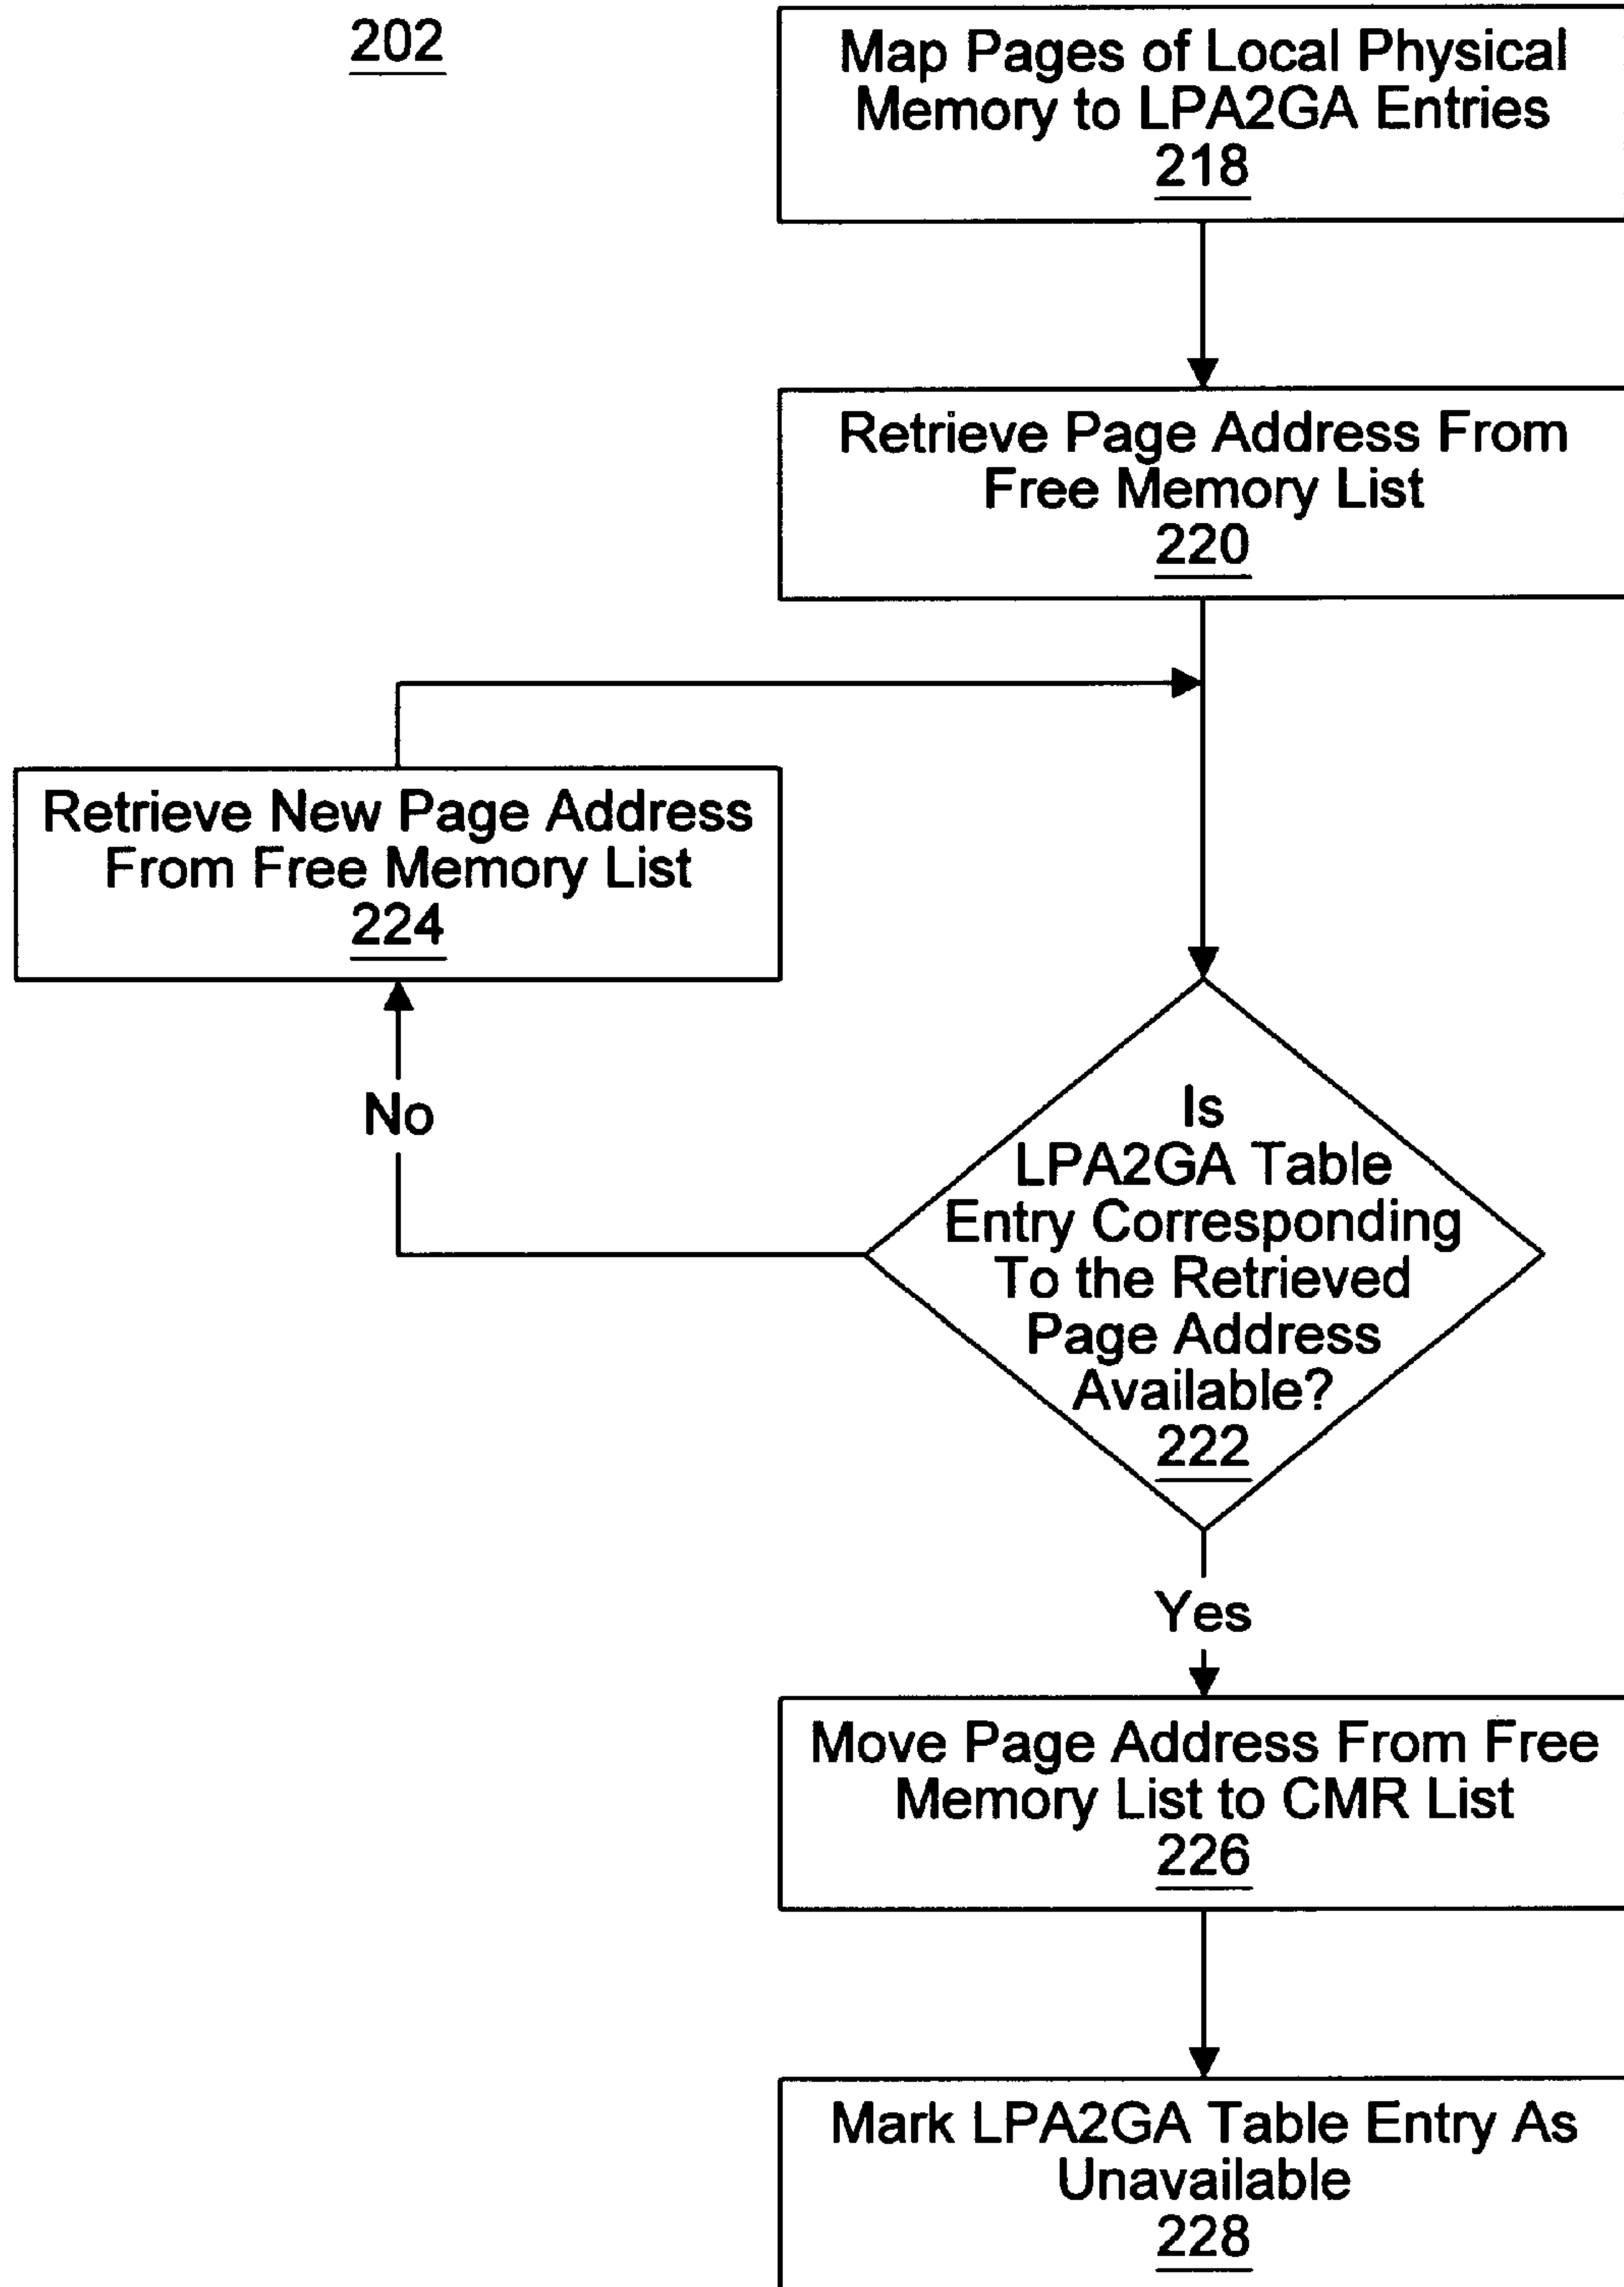 202
Map Pages of Local Physical
Memory to LPA2GA Entries
218
Retrieve Page Address From
Free Memory List
220
Retrieve New Page Address
From Free Memory List
224
No
Is
LPA2GA Table
Entry Corresponding
To the Retrieved
Page Address
Available?
222
Yes
Move Page Address From Free
Memory List to CMR List
226
Mark LPA2GA Table Entry As
Unavailable
228